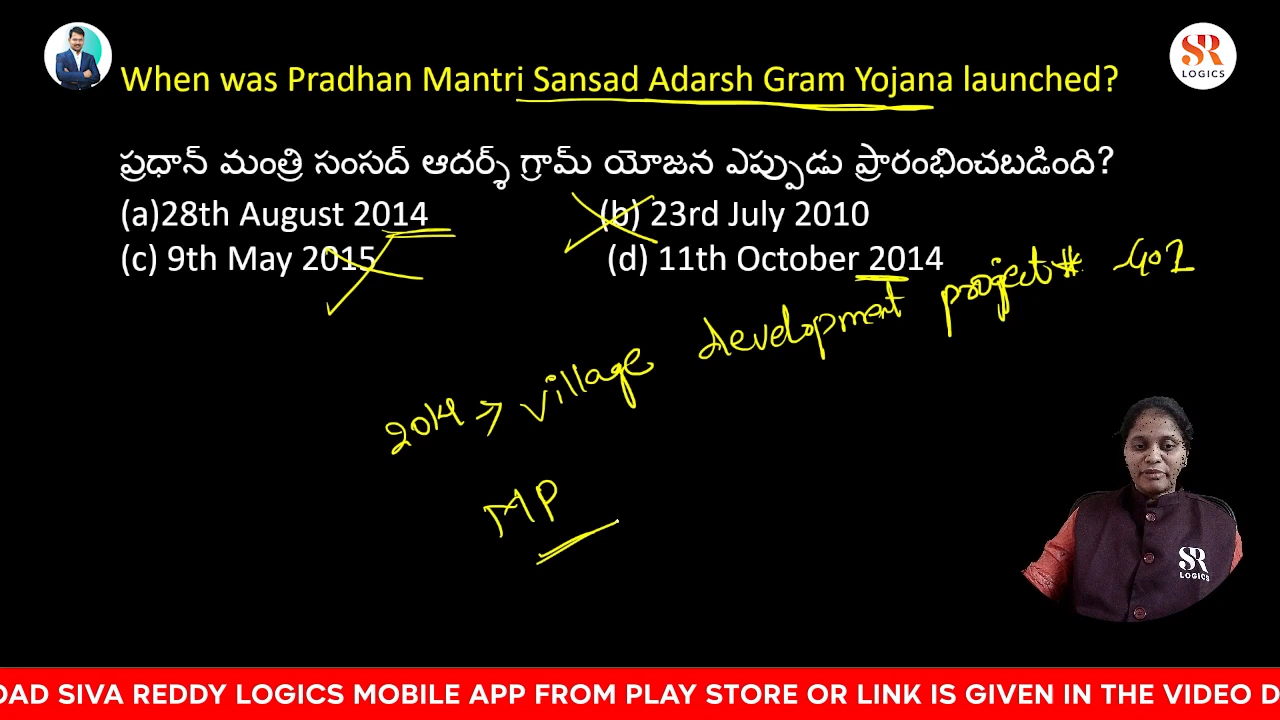 SR
LOGICS
When was Pradhan Mantri Sansad Adarsh Gram Yojana launched?
ప్రధాన్ మంత్రి సంసద్ ఆదర్శ్ గ్రామ్ యోజన ఎప్పుడు ప్రారంభించబడింది?
(a)28th August 2014 (b) 23rd July 2010
(c) 9th May 2015 (d) 11th October 2014
2014 → village development project * GOI
MP
SR
LOGICS
OAD SIVA REDDY LOGICS MOBILE APP FROM PLAY STORE OR LINK IS GIVEN IN THE VIDEO D